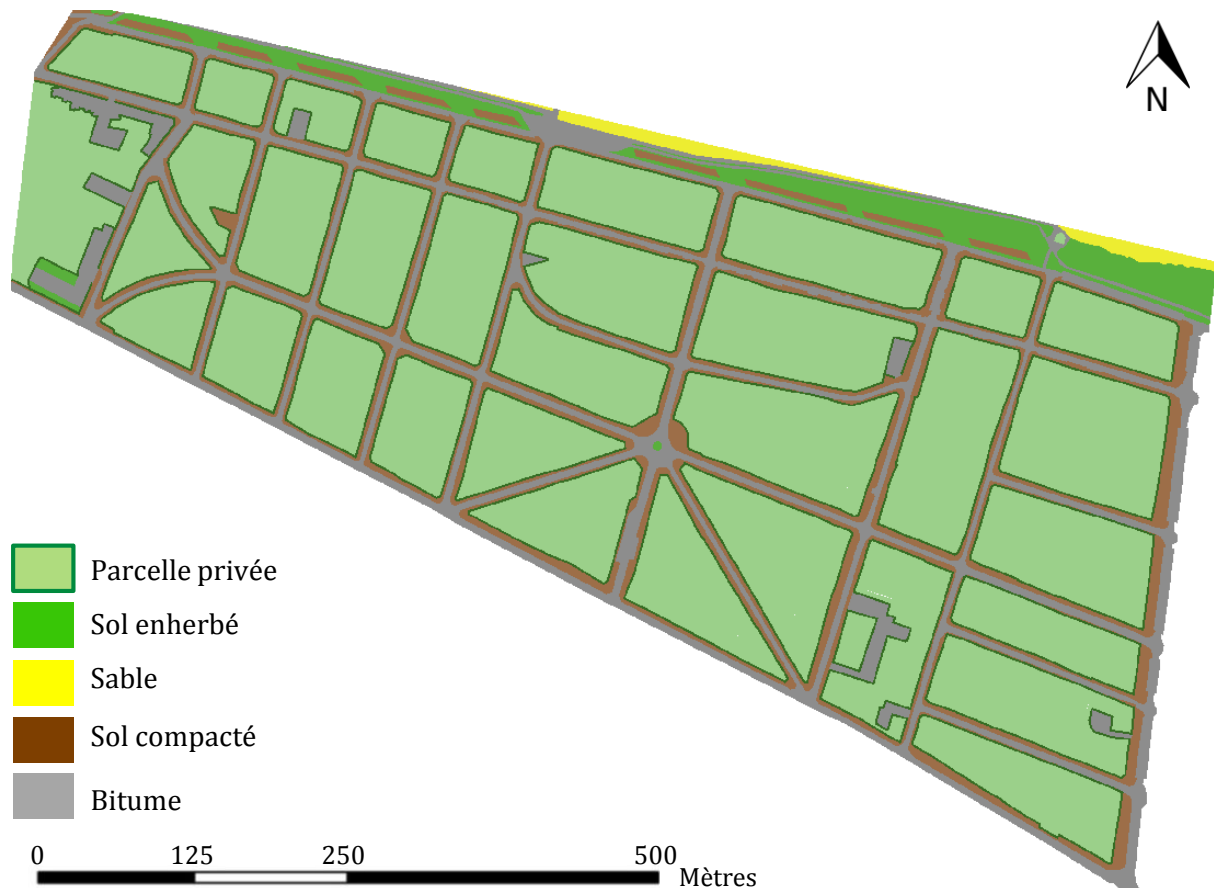 N
Parcelle privée
Sol enherbé
Sable
Sol compacté
Bitume
0 125 250 500
Mètres